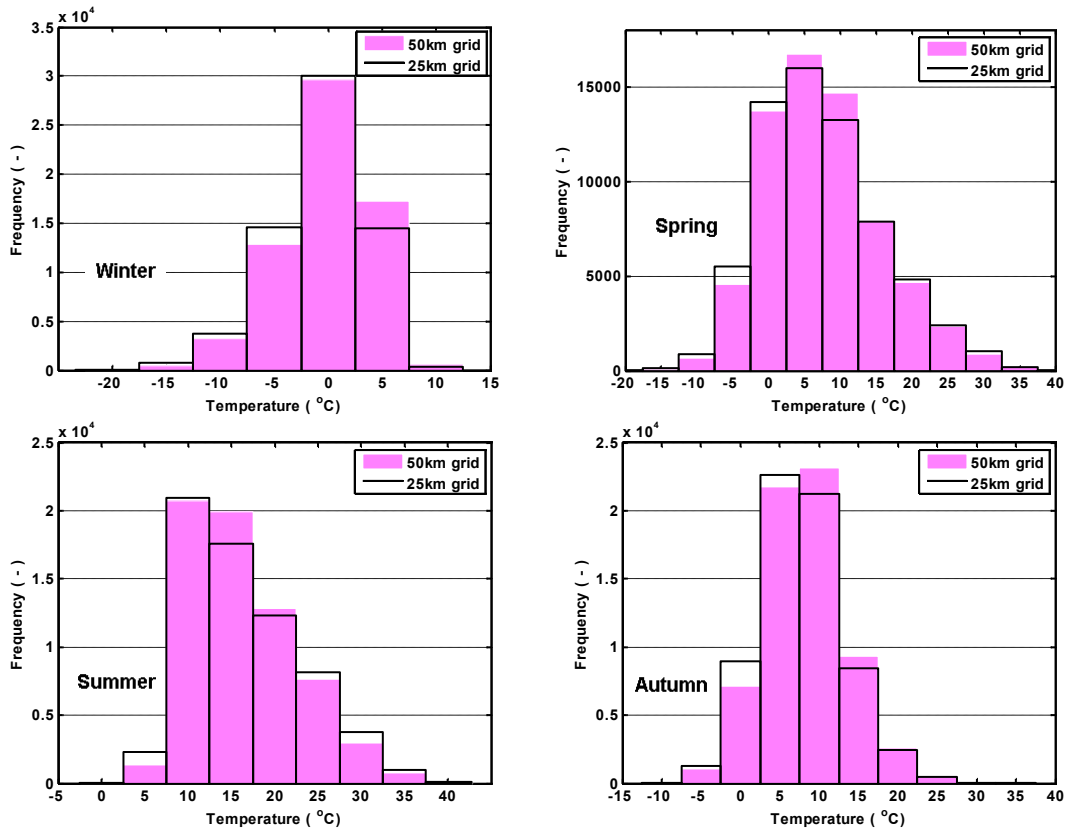 x 10^4
3.5
3
2.5
2
1.5
1
0.5
0
Frequency ( - )
-20 -15 -10 -5 0 5 10 15
Temperature ( °C)
Winter
50km grid
25km grid
15000
10000
5000
0
Frequency ( - )
-20 -15 -10 -5 0 5 10 15 20 25 30 35 40
Temperature ( °C)
Spring
50km grid
25km grid
x 10^4
2.5
2
1.5
1
0.5
0
Frequency ( - )
-5 0 5 10 15 20 25 30 35 40
Temperature ( °C)
Summer
50km grid
25km grid
x 10^4
2.5
2
1.5
1
0.5
0
Frequency ( - )
-15 -10 -5 0 5 10 15 20 25 30 35 40
Temperature ( °C)
Autumn
50km grid
25km grid